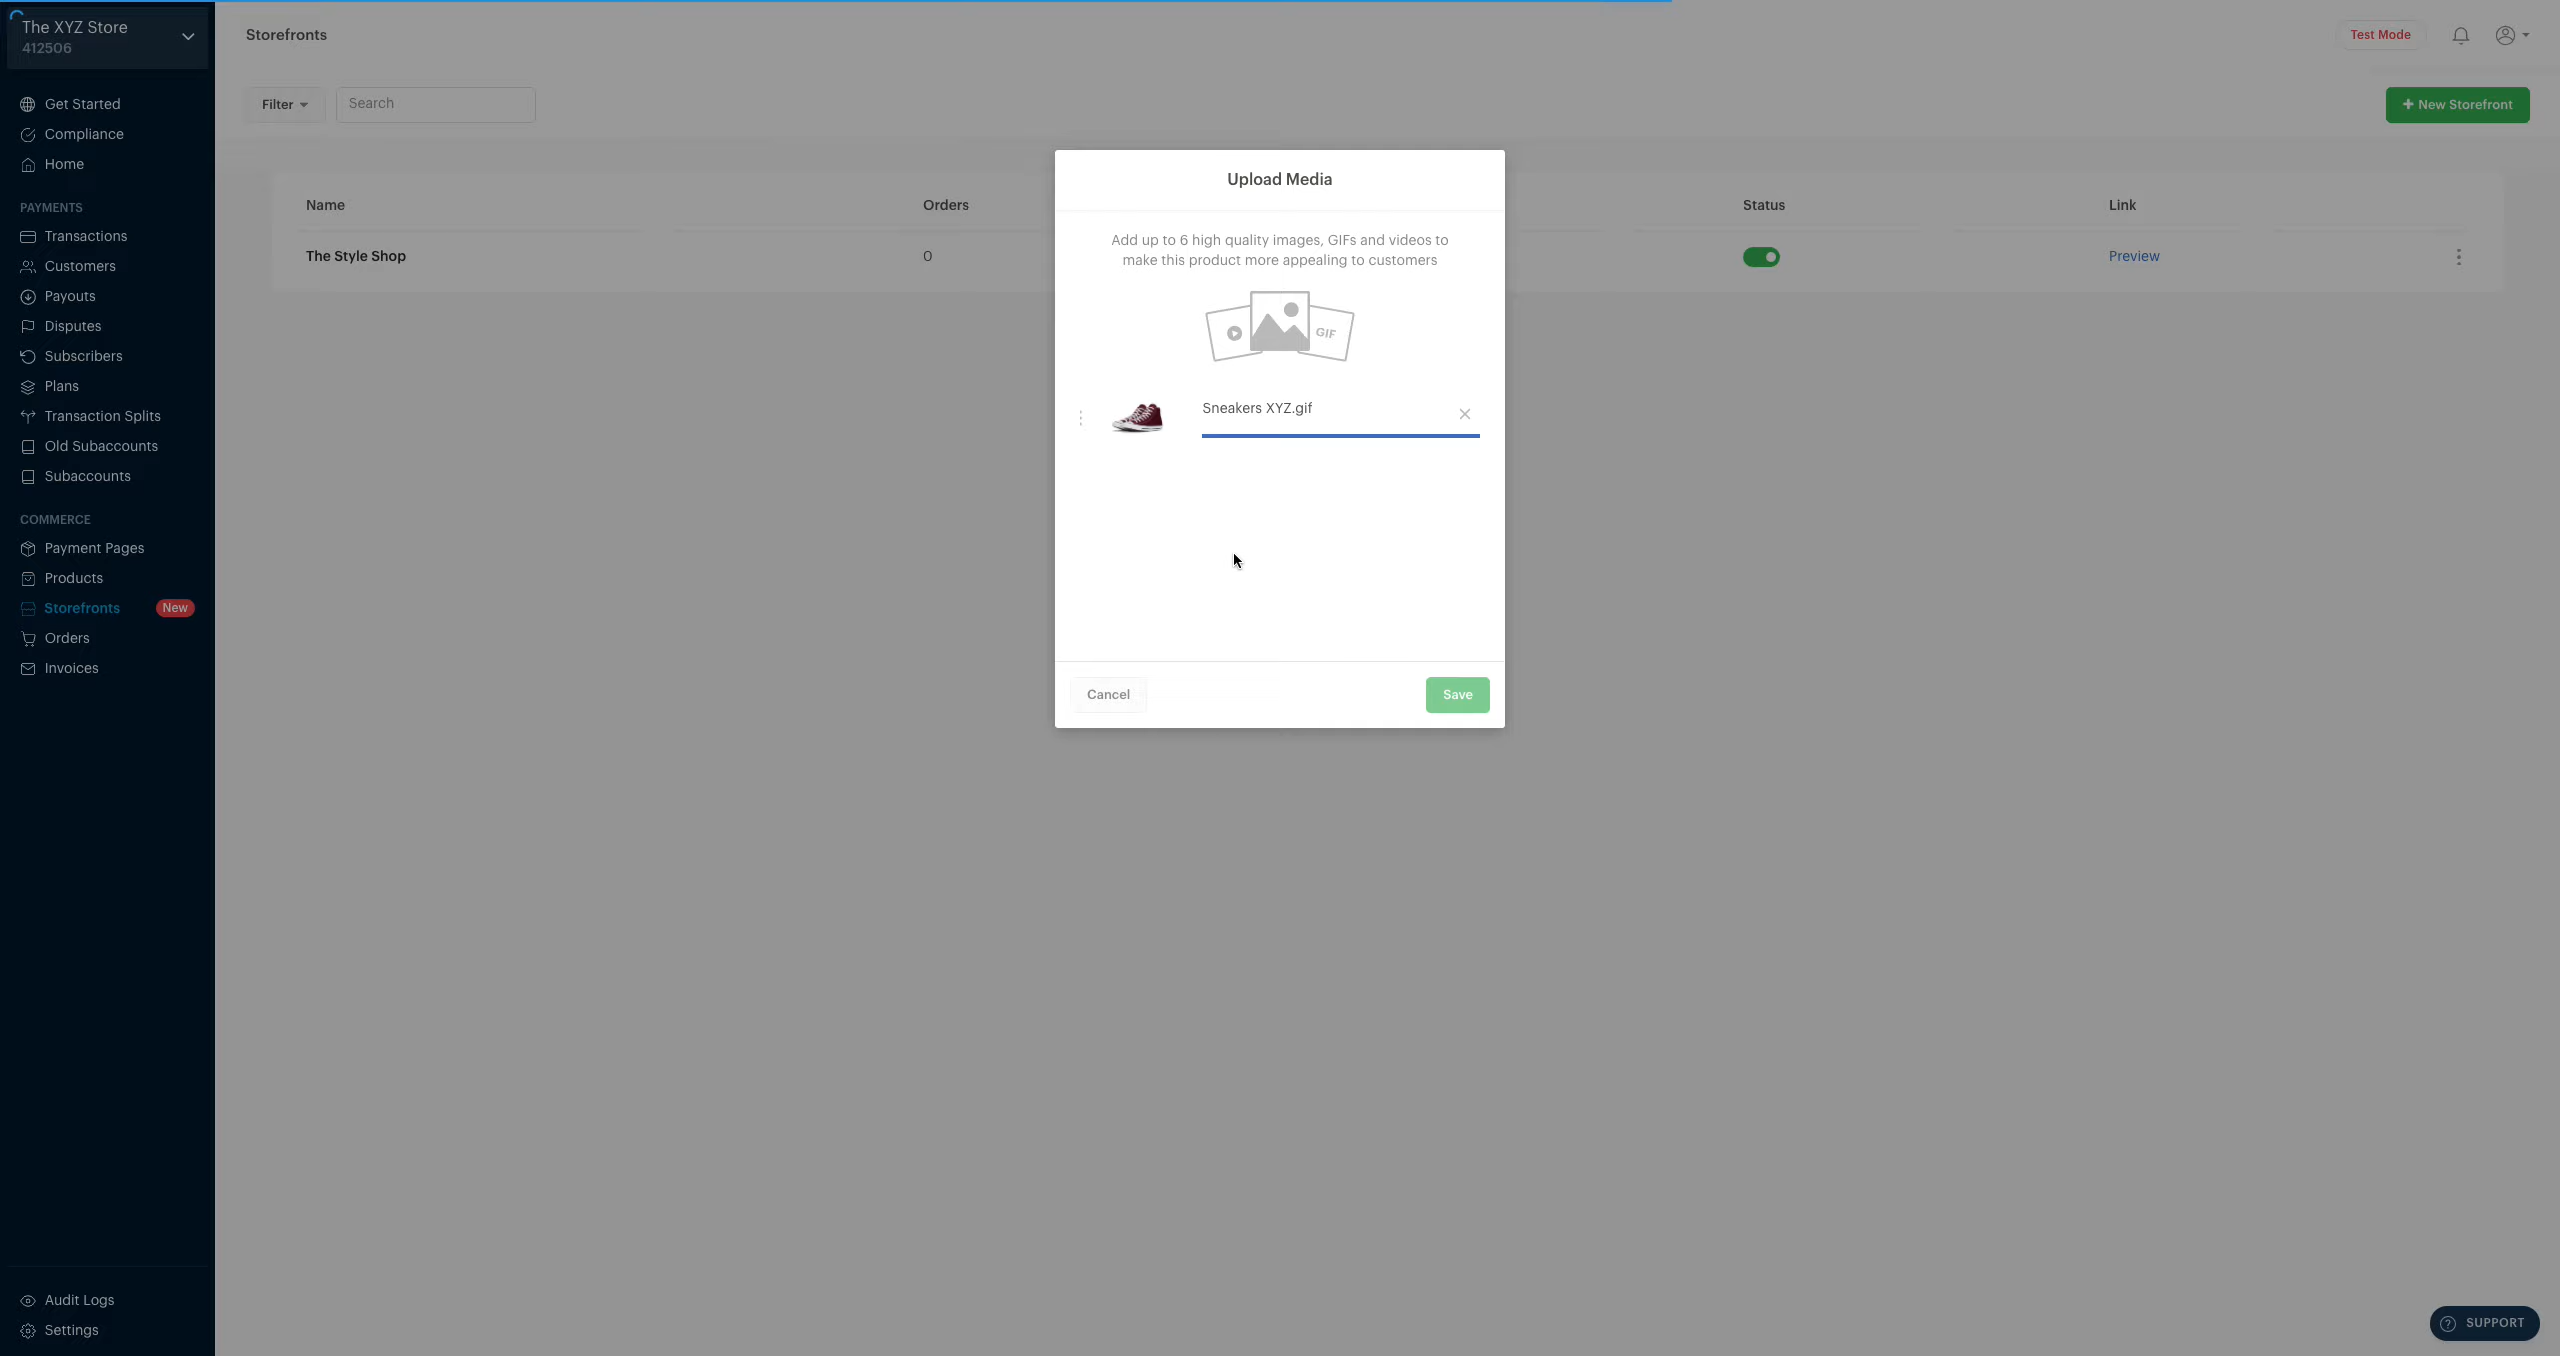 The XYZ Store
412506
Get Started
Compliance
Home
PAYMENTS
Transactions
Customers
Payouts
Disputes
Subscribers
Plans
Transaction Splits
Old Subaccounts
Subaccounts
COMMERCE
Payment Pages
Products
Storefronts New
Orders
Invoices
Audit Logs
Settings
Storefronts
Test Mode
Filter
Search
+ New Storefront
Name Orders Status Link
The Style Shop 0 Preview
Upload Media
Add up to 6 high quality images, GIFs and videos to
make this product more appealing to customers
GIF
Sneakers XYZ.gif
Cancel Save
? SUPPORT